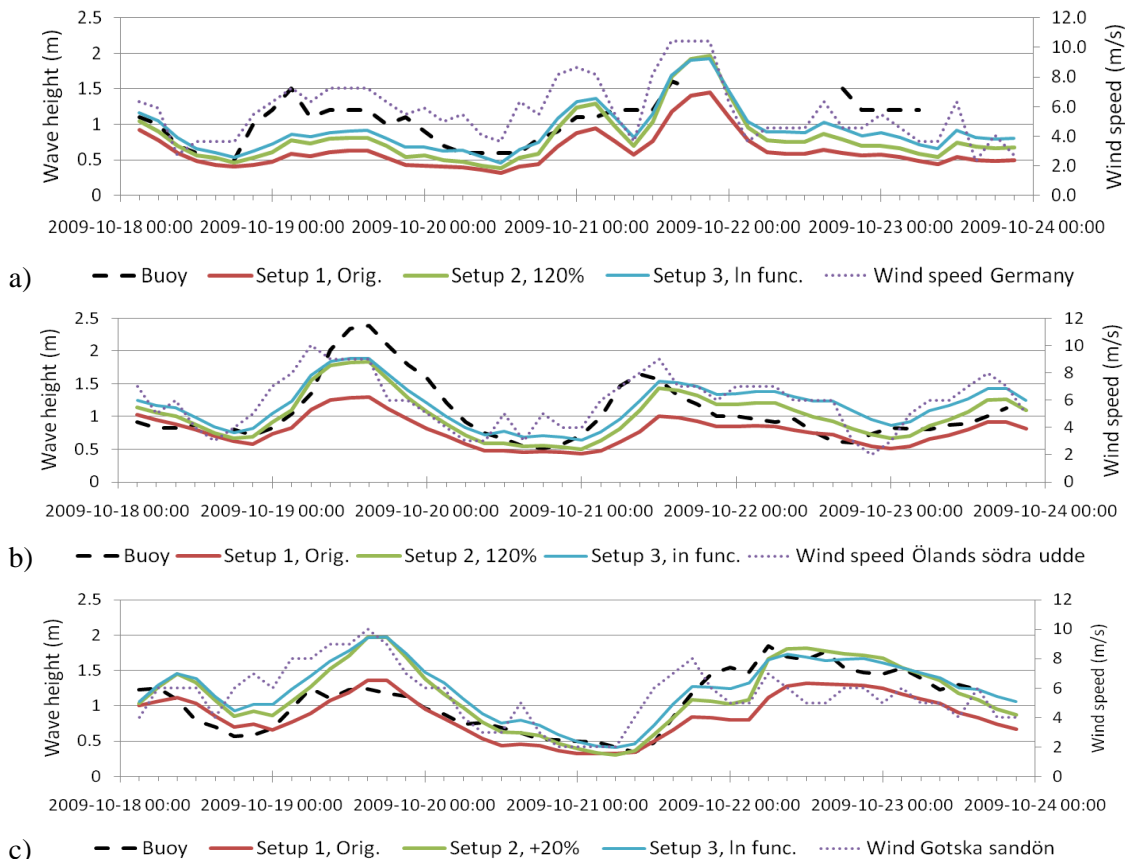 a)
Wave height (m)
2.5
2
1.5
1
0.5
0
12.0
10.0
8.0
6.0
4.0
2.0
0.0
Wind speed (m/s)
2009-10-18 00:00 2009-10-19 00:00 2009-10-20 00:00 2009-10-21 00:00 2009-10-22 00:00 2009-10-23 00:00 2009-10-24 00:00
Buoy Setup 1, Orig. Setup 2, 120% Setup 3, ln func. Wind speed Germany
b)
Wave height (m)
2.5
2
1.5
1
0.5
0
12
10
8
6
4
2
0
Wind speed (m/s)
2009-10-18 00:00 2009-10-19 00:00 2009-10-20 00:00 2009-10-21 00:00 2009-10-22 00:00 2009-10-23 00:00 2009-10-24 00:00
Buoy Setup 1, Orig. Setup 2, 120% Setup 3, in func. Wind speed Ölands södra udde
c)
Wave height (m)
2.5
2
1.5
1
0.5
0
12
10
8
6
4
2
0
Wind speed (m/s)
2009-10-18 00:00 2009-10-19 00:00 2009-10-20 00:00 2009-10-21 00:00 2009-10-22 00:00 2009-10-23 00:00 2009-10-24 00:00
Buoy Setup 1, Orig. Setup 2, +20% Setup 3, ln func. Wind Gotska sandön